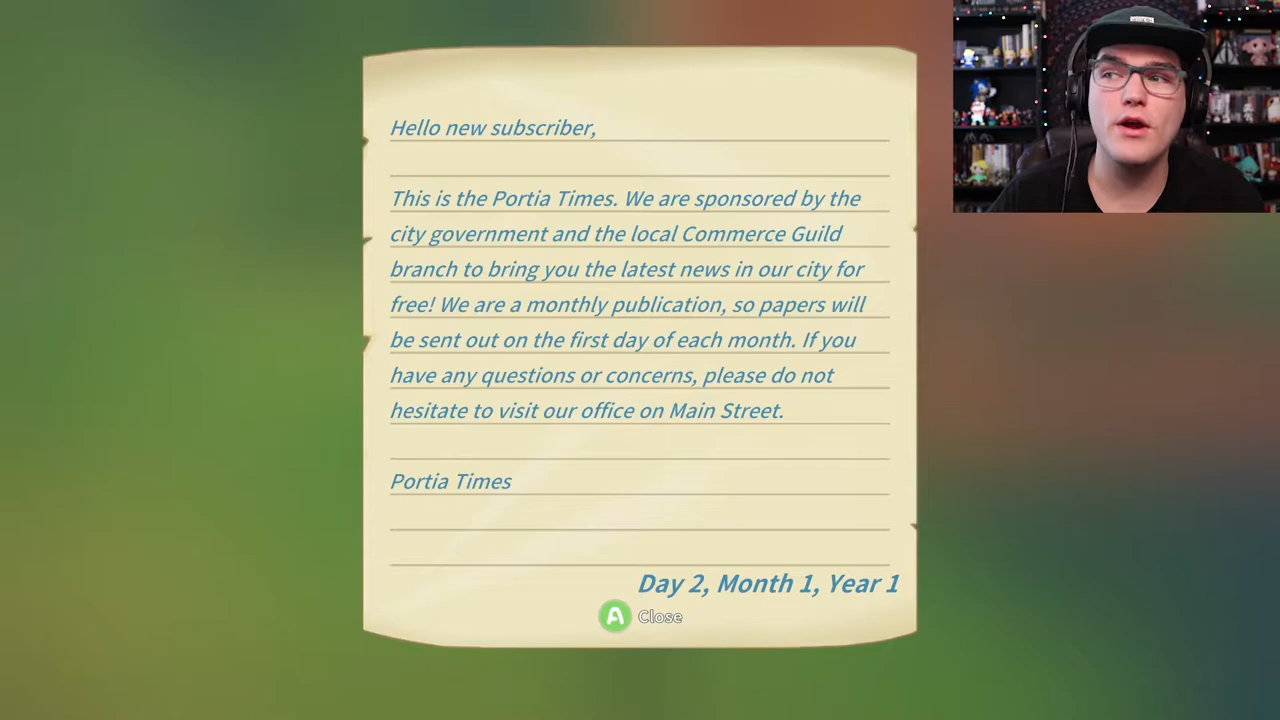 Hello new subscriber,
This is the Portia Times. We are sponsored by the
city government and the local Commerce Guild
branch to bring you the latest news in our city for
free! We are a monthly publication, so papers will
be sent out on the first day of each month. If you
have any questions or concerns, please do not
hesitate to visit our office on Main Street.
Portia Times
Day 2, Month 1, Year 1
A Close